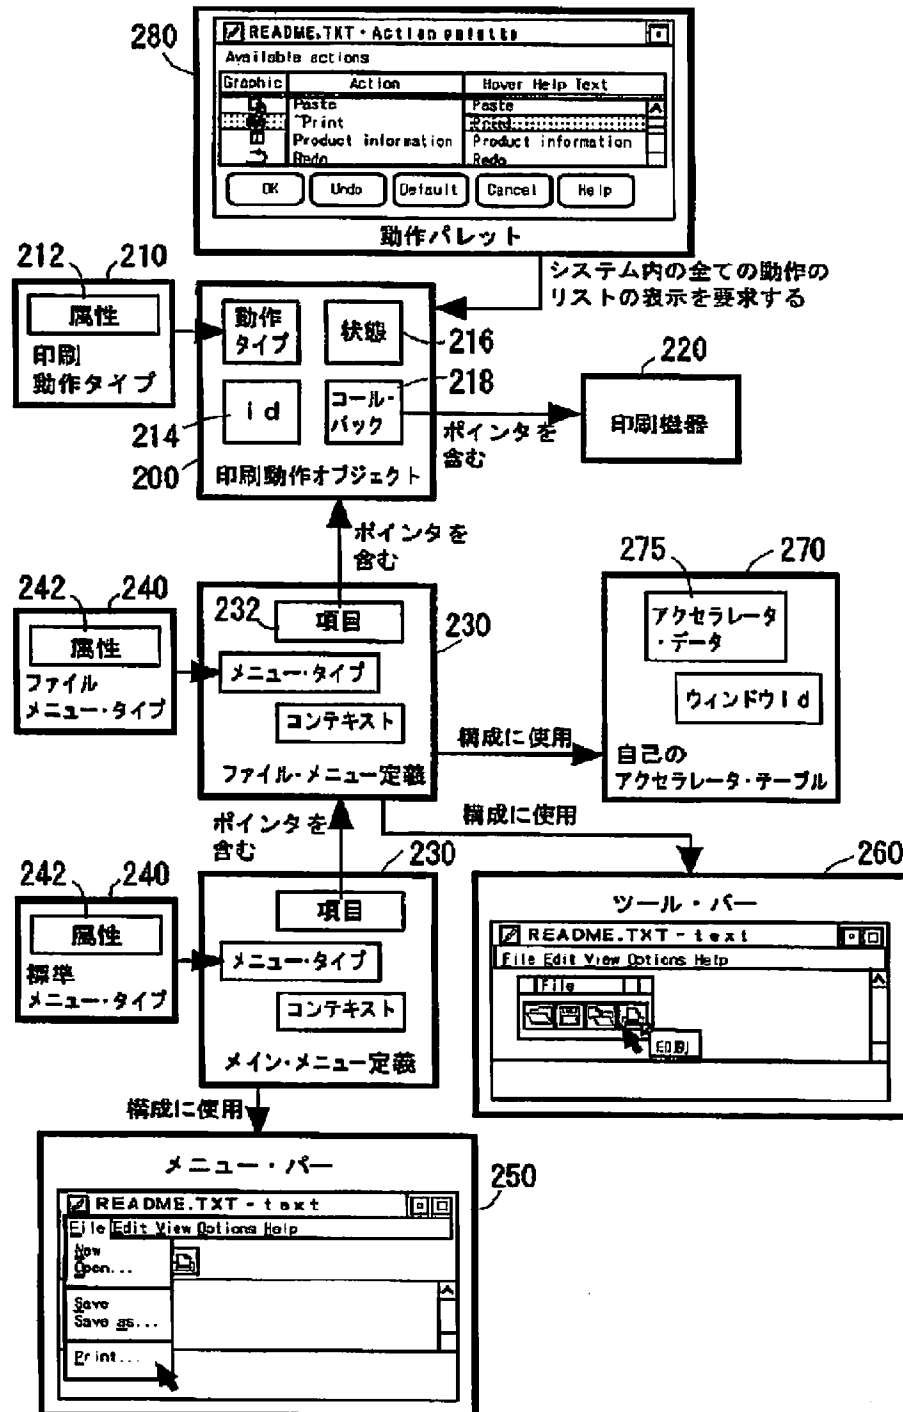 280
README.TXT - Action palette
Available actions
Graphic Action Hover Help Text
Paste Paste
~Print Print
Product information Product information
Redo Redo
OK Undo Default Cancel Help
動作パレット
212 210
属性
印刷
動作タイプ
システム内の全ての動作の
リストの表示を要求する
動作
タイプ
状態
216
id
コール・
バック
218
214
200
印刷動作オブジェクト
ポインタを
含む
220
印刷機器
ポインタを
含む
242 240
属性
ファイル
メニュー・タイプ
232
項目
230
メニュー・タイプ
コンテキスト
ファイル・メニュー定義
275 270
アクセラレータ
・データ
ウィンドウid
自己の
アクセラレータ・テーブル
構成に使用
構成に使用
ポインタを
含む
230
242 240
属性
標準
メニュー・タイプ
項目
メニュー・タイプ
コンテキスト
メイン・メニュー定義
260
ツール・バー
README.TXT - text
File Edit View Options Help
File
印刷
構成に使用
250
メニュー・バー
README.TXT - text
File Edit View Options Help
New
Open...
Save
Save as...
Print...